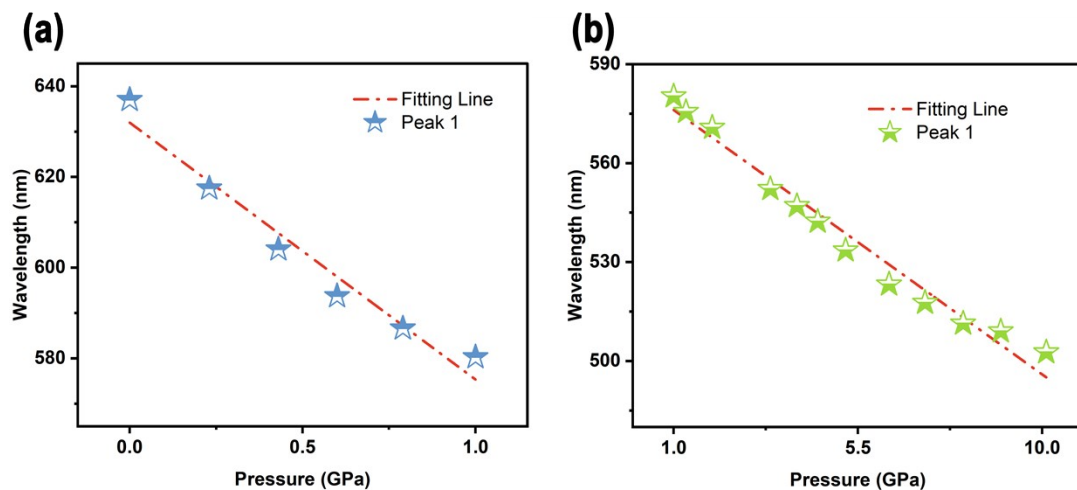 (a)
640
620
600
580
Wavelength (nm)
Fitting Line
Peak 1
0.0
0.5
1.0
Pressure (GPa)
(b)
590
560
530
500
Wavelength (nm)
Fitting Line
Peak 1
1.0
5.5
10.0
Pressure (GPa)